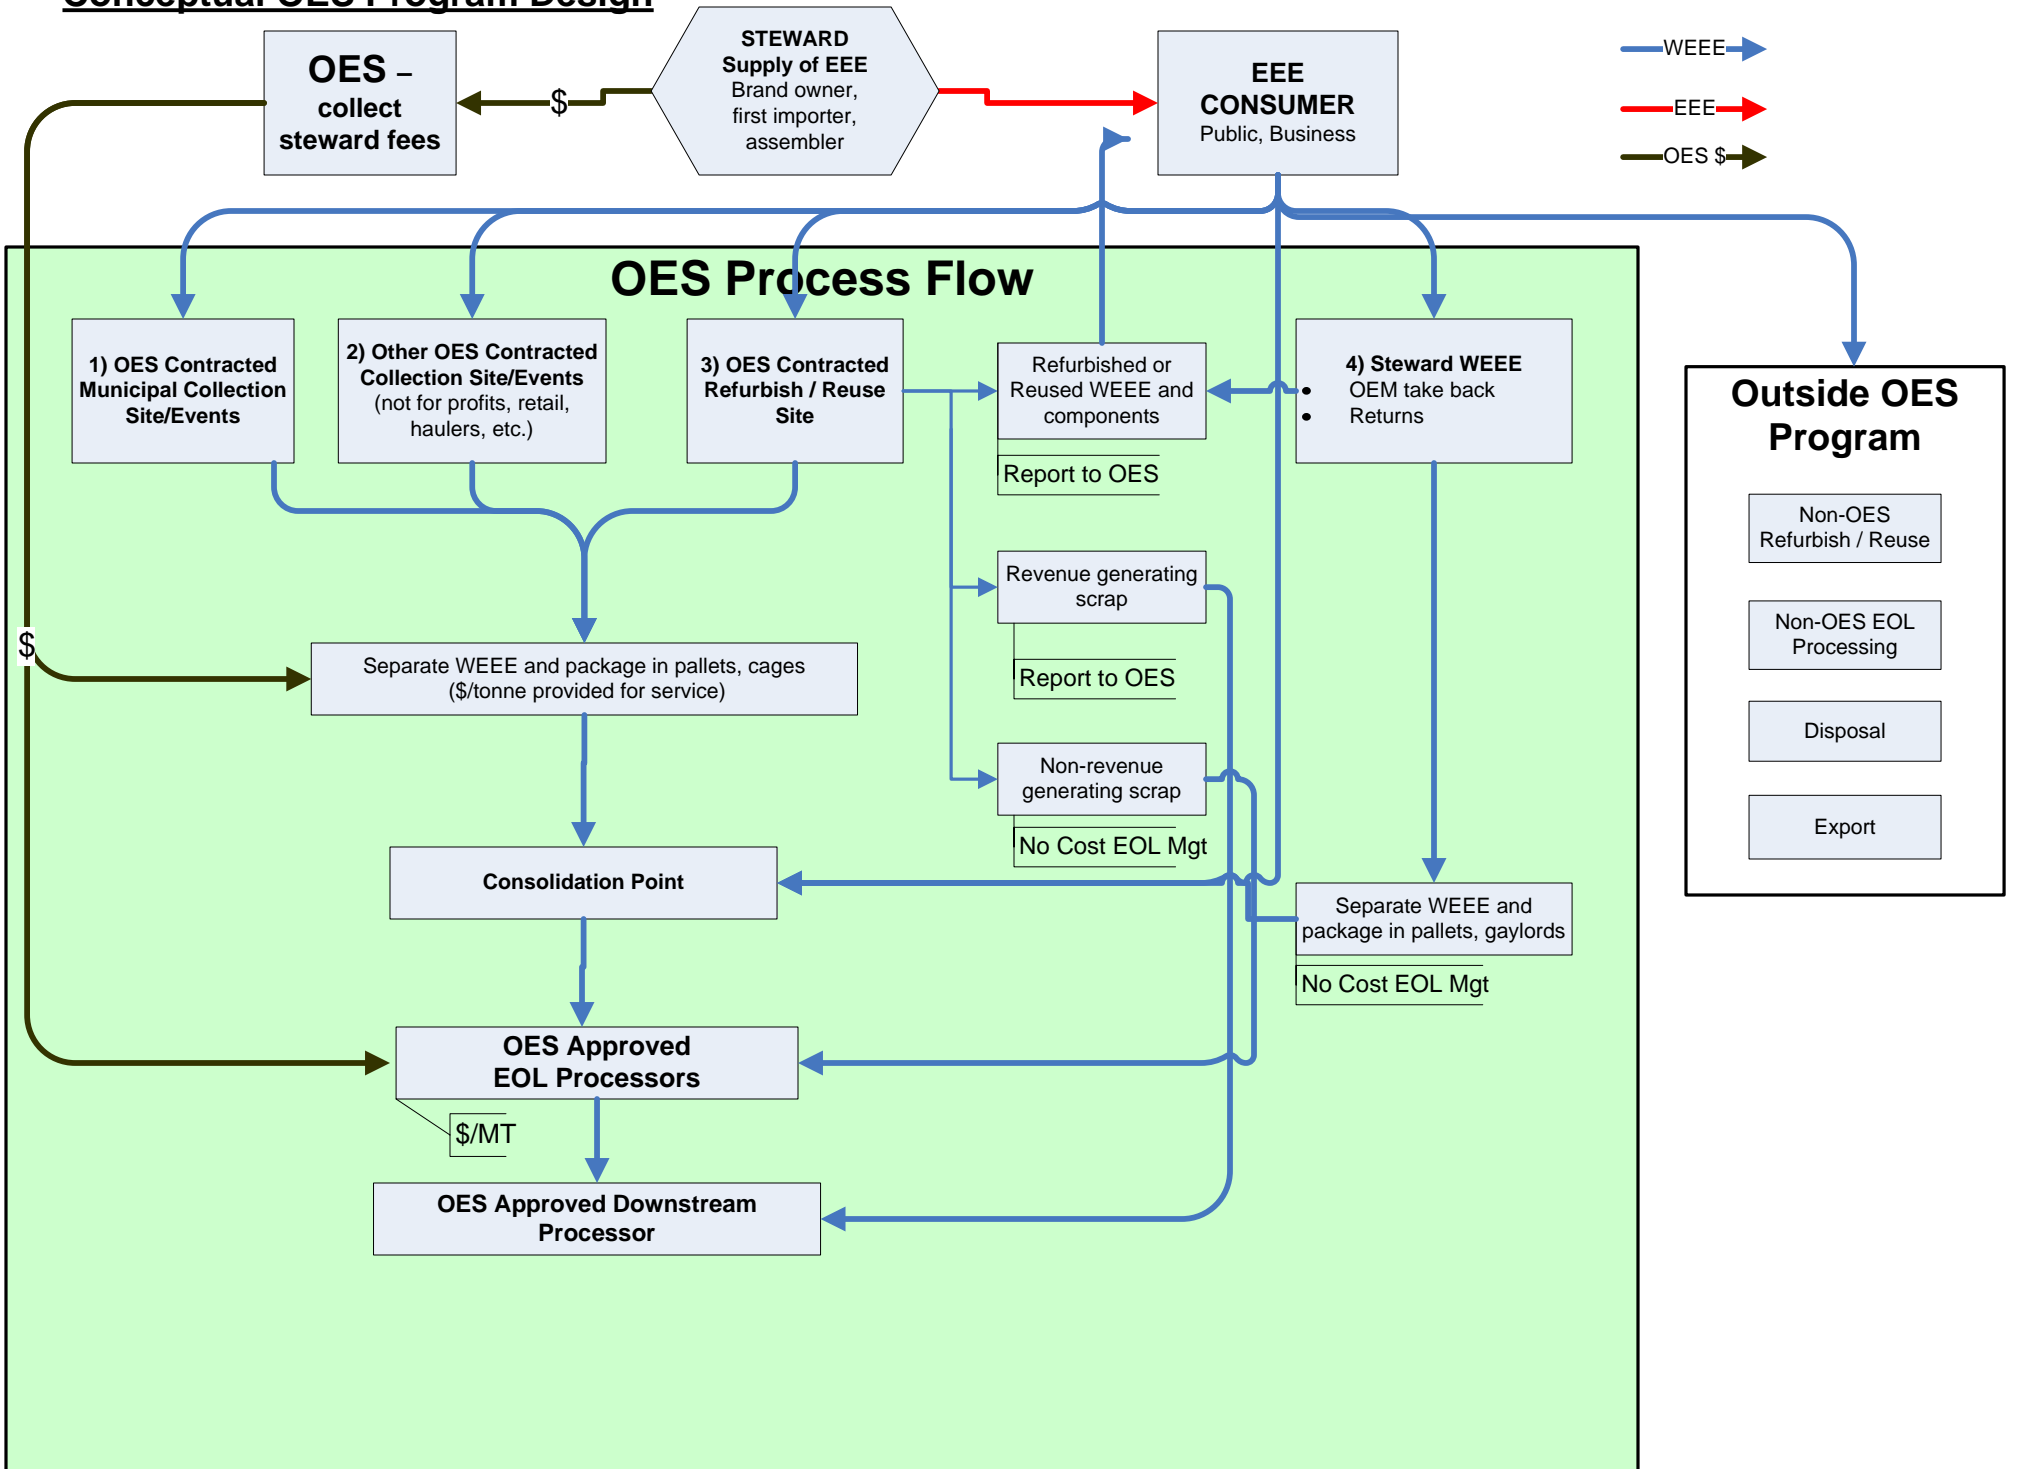 Conceptual OES Program Design
OES –
collect
steward fees
$
STEWARD
Supply of EEE
Brand owner,
first importer,
assembler
EEE
CONSUMER
Public, Business
WEEE
EEE
OES $
OES Process Flow
1) OES Contracted
Municipal Collection
Site/Events
2) Other OES Contracted
Collection Site/Events
(not for profits, retail,
haulers, etc.)
3) OES Contracted
Refurbish / Reuse
Site
Refurbished or
Reused WEEE and
components
Report to OES
4) Steward WEEE
• OEM take back
• Returns
Outside OES
Program
Non-OES
Refurbish / Reuse
Non-OES EOL
Processing
Disposal
Export
Revenue generating
scrap
Report to OES
$
Separate WEEE and package in pallets, cages
($/tonne provided for service)
Non-revenue
generating scrap
No Cost EOL Mgt
Consolidation Point
Separate WEEE and
package in pallets, gaylords
No Cost EOL Mgt
OES Approved
EOL Processors
$/MT
OES Approved Downstream
Processor